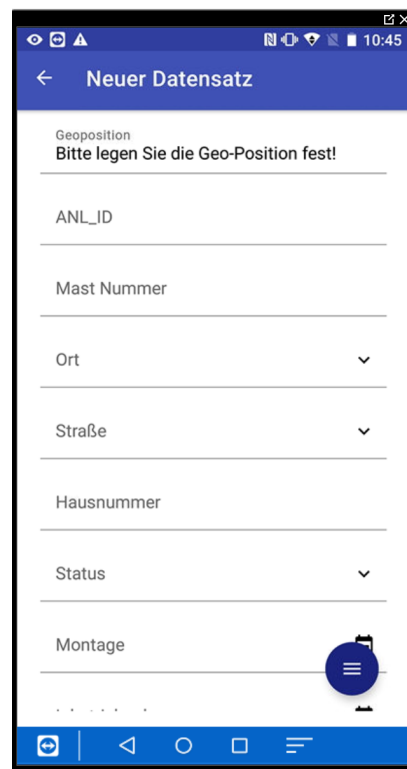 10:45
Neuer Datensatz
Geoposition
Bitte legen Sie die Geo-Position fest!
ANL_ID
Mast Nummer
Ort
Straße
Hausnummer
Status
Montage